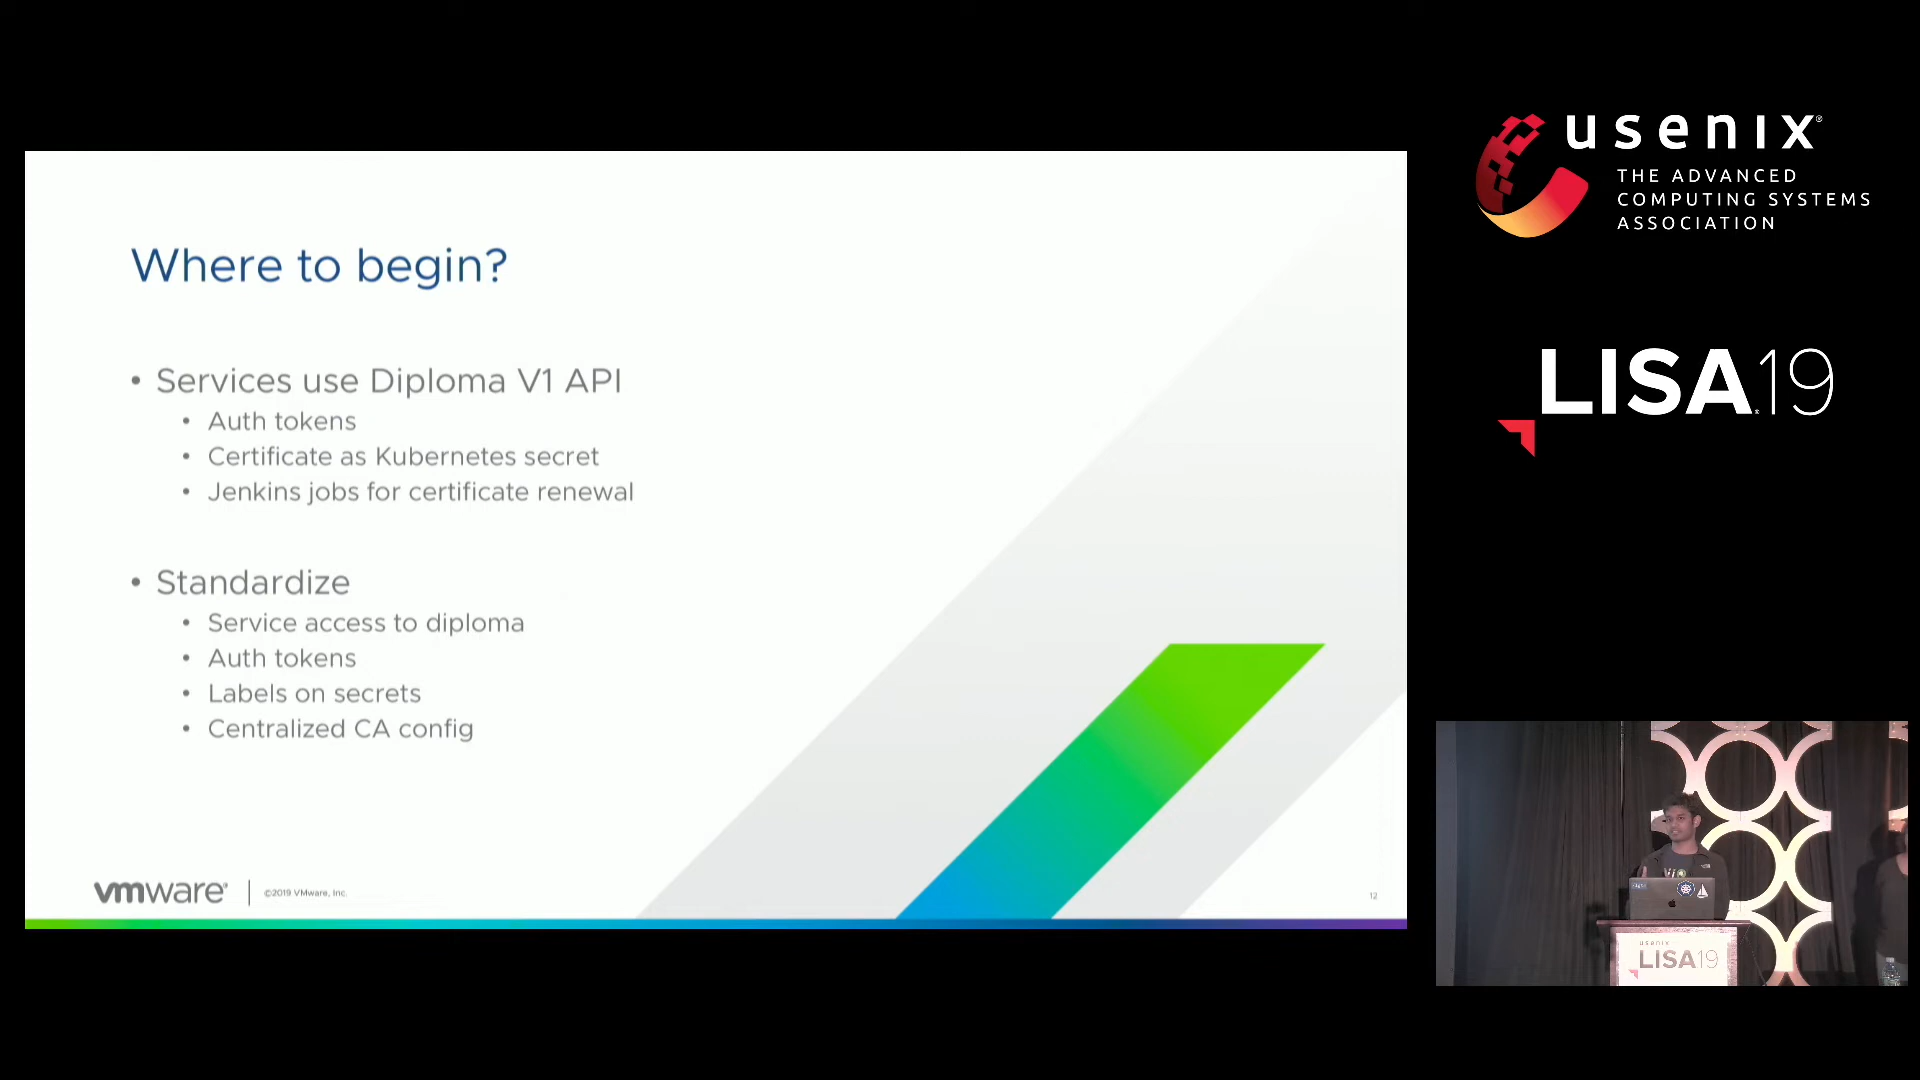 Where to begin?
• Services use Diploma V1 API
• Auth tokens
• Certificate as Kubernetes secret
• Jenkins jobs for certificate renewal
• Standardize
• Service access to diploma
• Auth tokens
• Labels on secrets
• Centralized CA config
vmware®
©2019 VMware, Inc.
12
usenix®
THE ADVANCED
COMPUTING SYSTEMS
ASSOCIATION
LISA19
usenix
LISA19